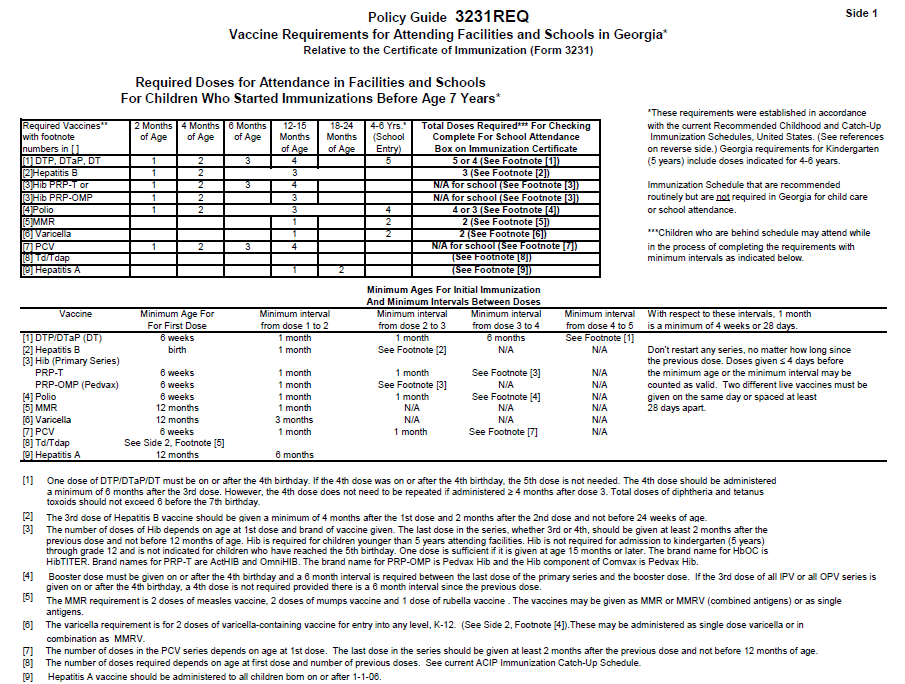 Policy Guide 3231REQ
Side 1
Vaccine Requirements for Attending Facilities and Schools in Georgia*
Relative to the Certificate of Immunization (Form 3231)
Required Doses for Attendance in Facilities and Schools
For Children Who Started Immunizations Before Age 7 Years*
Required Vaccines** with footnote numbers in [ ] 2 Months of Age 4 Months of Age 6 Months of Age 12-15 Months of Age 18-24 Months of Age 4-6 Yrs.* (School Entry) Total Doses Required*** For Checking Complete For School Attendance Box on Immunization Certificate
[1] DTP, DTaP, DT 1 2 3 4 5 5 or 4 (See Footnote [1])
[2]Hepatitis B 1 2 3 3 (See Footnote [2])
[3]Hib PRP-T or 1 2 3 4 N/A for school (See Footnote [3])
[3]Hib PRP-OMP 1 2 3 N/A for school (See Footnote [3])
[4]Polio 1 2 3 4 4 or 3 (See Footnote [4])
[5]MMR 1 2 2 (See Footnote [5])
[6] Varicella 1 2 2 (See Footnote [6])
[7] PCV 1 2 3 4 N/A for school (See Footnote [7])
[8] Td/Tdap (See Footnote [8])
[9] Hepatitis A 1 2 (See Footnote [9])
*These requirements were established in accordance
with the current Recommended Childhood and Catch-Up
Immunization Schedules, United States. (See references
on reverse side.) Georgia requirements for Kindergarten
(5 years) include doses indicated for 4-6 years.
Immunization Schedule that are recommended
routinely but are not required in Georgia for child care
or school attendance.
***Children who are behind schedule may attend while
in the process of completing the requirements with
minimum intervals as indicated below.
Minimum Ages For Initial Immunization
And Minimum Intervals Between Doses
Vaccine Minimum Age For For First Dose Minimum interval from dose 1 to 2 Minimum interval from dose 2 to 3 Minimum interval from dose 3 to 4 Minimum interval from dose 4 to 5
With respect to these intervals, 1 month
is a minimum of 4 weeks or 28 days.
[1] DTP/DTaP (DT) 6 weeks 1 month 1 month 6 months See Footnote [1]
[2] Hepatitis B birth 1 month See Footnote [2] N/A N/A
[3] Hib (Primary Series)
PRP-T 6 weeks 1 month 1 month See Footnote [3] N/A
PRP-OMP (Pedvax) 6 weeks 1 month See Footnote [3] N/A N/A
[4] Polio 6 weeks 1 month 1 month See Footnote [4] N/A
[5] MMR 12 months 1 month N/A N/A N/A
[6] Varicella 12 months 3 months N/A N/A N/A
[7] PCV 6 weeks 1 month 1 month See Footnote [7] N/A
[8] Td/Tdap See Side 2, Footnote [5]
[9] Hepatitis A 12 months 6 months
Don't restart any series, no matter how long since
the previous dose. Doses given ≤ 4 days before
the minimum age or the minimum interval may be
counted as valid. Two different live vaccines must be
given on the same day or spaced at least
28 days apart.
[1] One dose of DTP/DTaP/DT must be on or after the 4th birthday. If the 4th dose was on or after the 4th birthday, the 5th dose is not needed. The 4th dose should be administered
a minimum of 6 months after the 3rd dose. However, the 4th dose does not need to be repeated if administered ≥ 4 months after dose 3. Total doses of diphtheria and tetanus
toxoids should not exceed 6 before the 7th birthday.
[2] The 3rd dose of Hepatitis B vaccine should be given a minimum of 4 months after the 1st dose and 2 months after the 2nd dose and not before 24 weeks of age.
[3] The number of doses of Hib depends on age at 1st dose and brand of vaccine given. The last dose in the series, whether 3rd or 4th, should be given at least 2 months after the
previous dose and not before 12 months of age. Hib is required for children younger than 5 years attending facilities. Hib is not required for admission to kindergarten (5 years)
through grade 12 and is not indicated for children who have reached the 5th birthday. One dose is sufficient if it is given at age 15 months or later. The brand name for HbOC is
HibTITER. Brand names for PRP-T are ActHIB and OmniHIB. The brand name for PRP-OMP is Pedvax Hib and the Hib component of Comvax is Pedvax Hib.
[4] Booster dose must be given on or after the 4th birthday and a 6 month interval is required between the last dose of the primary series and the booster dose. If the 3rd dose of all IPV or all OPV series is
given on or after the 4th birthday, a 4th dose is not required provided there is a 6 month interval since the previous dose.
[5] The MMR requirement is 2 doses of measles vaccine, 2 doses of mumps vaccine and 1 dose of rubella vaccine . The vaccines may be given as MMR or MMRV (combined antigens) or as single
antigens.
[6] The varicella requirement is for 2 doses of varicella-containing vaccine for entry into any level, K-12. (See Side 2, Footnote [4]).These may be administered as single dose varicella or in
combination as MMRV.
[7] The number of doses in the PCV series depends on age at 1st dose. The last dose in the series should be given at least 2 months after the previous dose and not before 12 months of age.
[8] The number of doses required depends on age at first dose and number of previous doses. See current ACIP Immunization Catch-Up Schedule.
[9] Hepatitis A vaccine should be administered to all children born on or after 1-1-06.